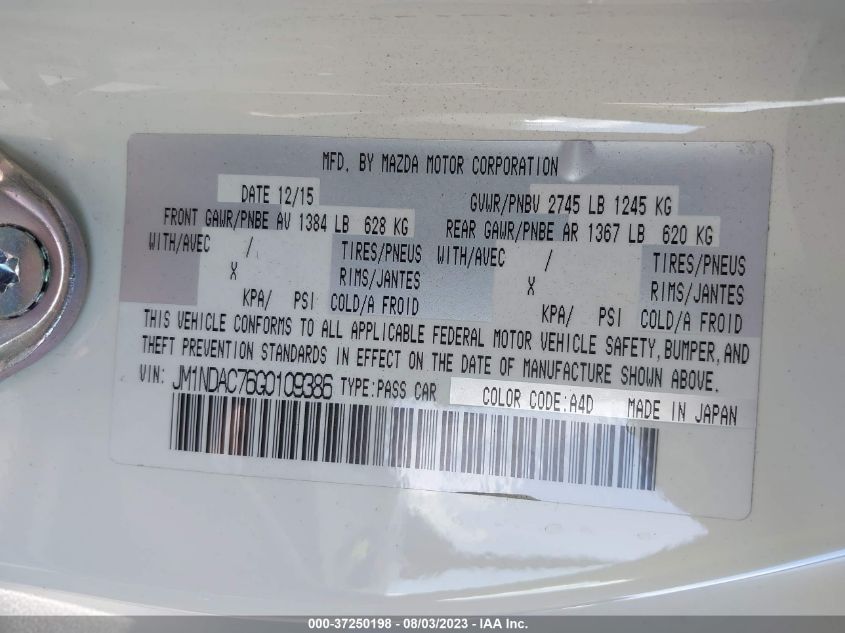 MFD. BY MAZDA MOTOR CORPORATION
DATE 12/15 GVWR/PNBV 2745 LB 1245 KG
FRONT GAWR/PNBE AV 1384 LB 628 KG REAR GAWR/PNBE AR 1367 LB 620 KG
WITH/AVEC / TIRES/PNEUS WITH/AVEC / TIRES/PNEUS
X RIMS/JANTES X RIMS/JANTES
KPA/ PSI COLD/A FROID KPA/ PSI COLD/A FROID
THIS VEHICLE CONFORMS TO ALL APPLICABLE FEDERAL MOTOR VEHICLE SAFETY, BUMPER, AND
THEFT PREVENTION STANDARDS IN EFFECT ON THE DATE OF MANUFACTURE SHOWN ABOVE.
VIN: JM1NDAC76G0109386 TYPE:PASS CAR COLOR CODE:A4D MADE IN JAPAN
000-37250198 - 08/03/2023 - IAA Inc.